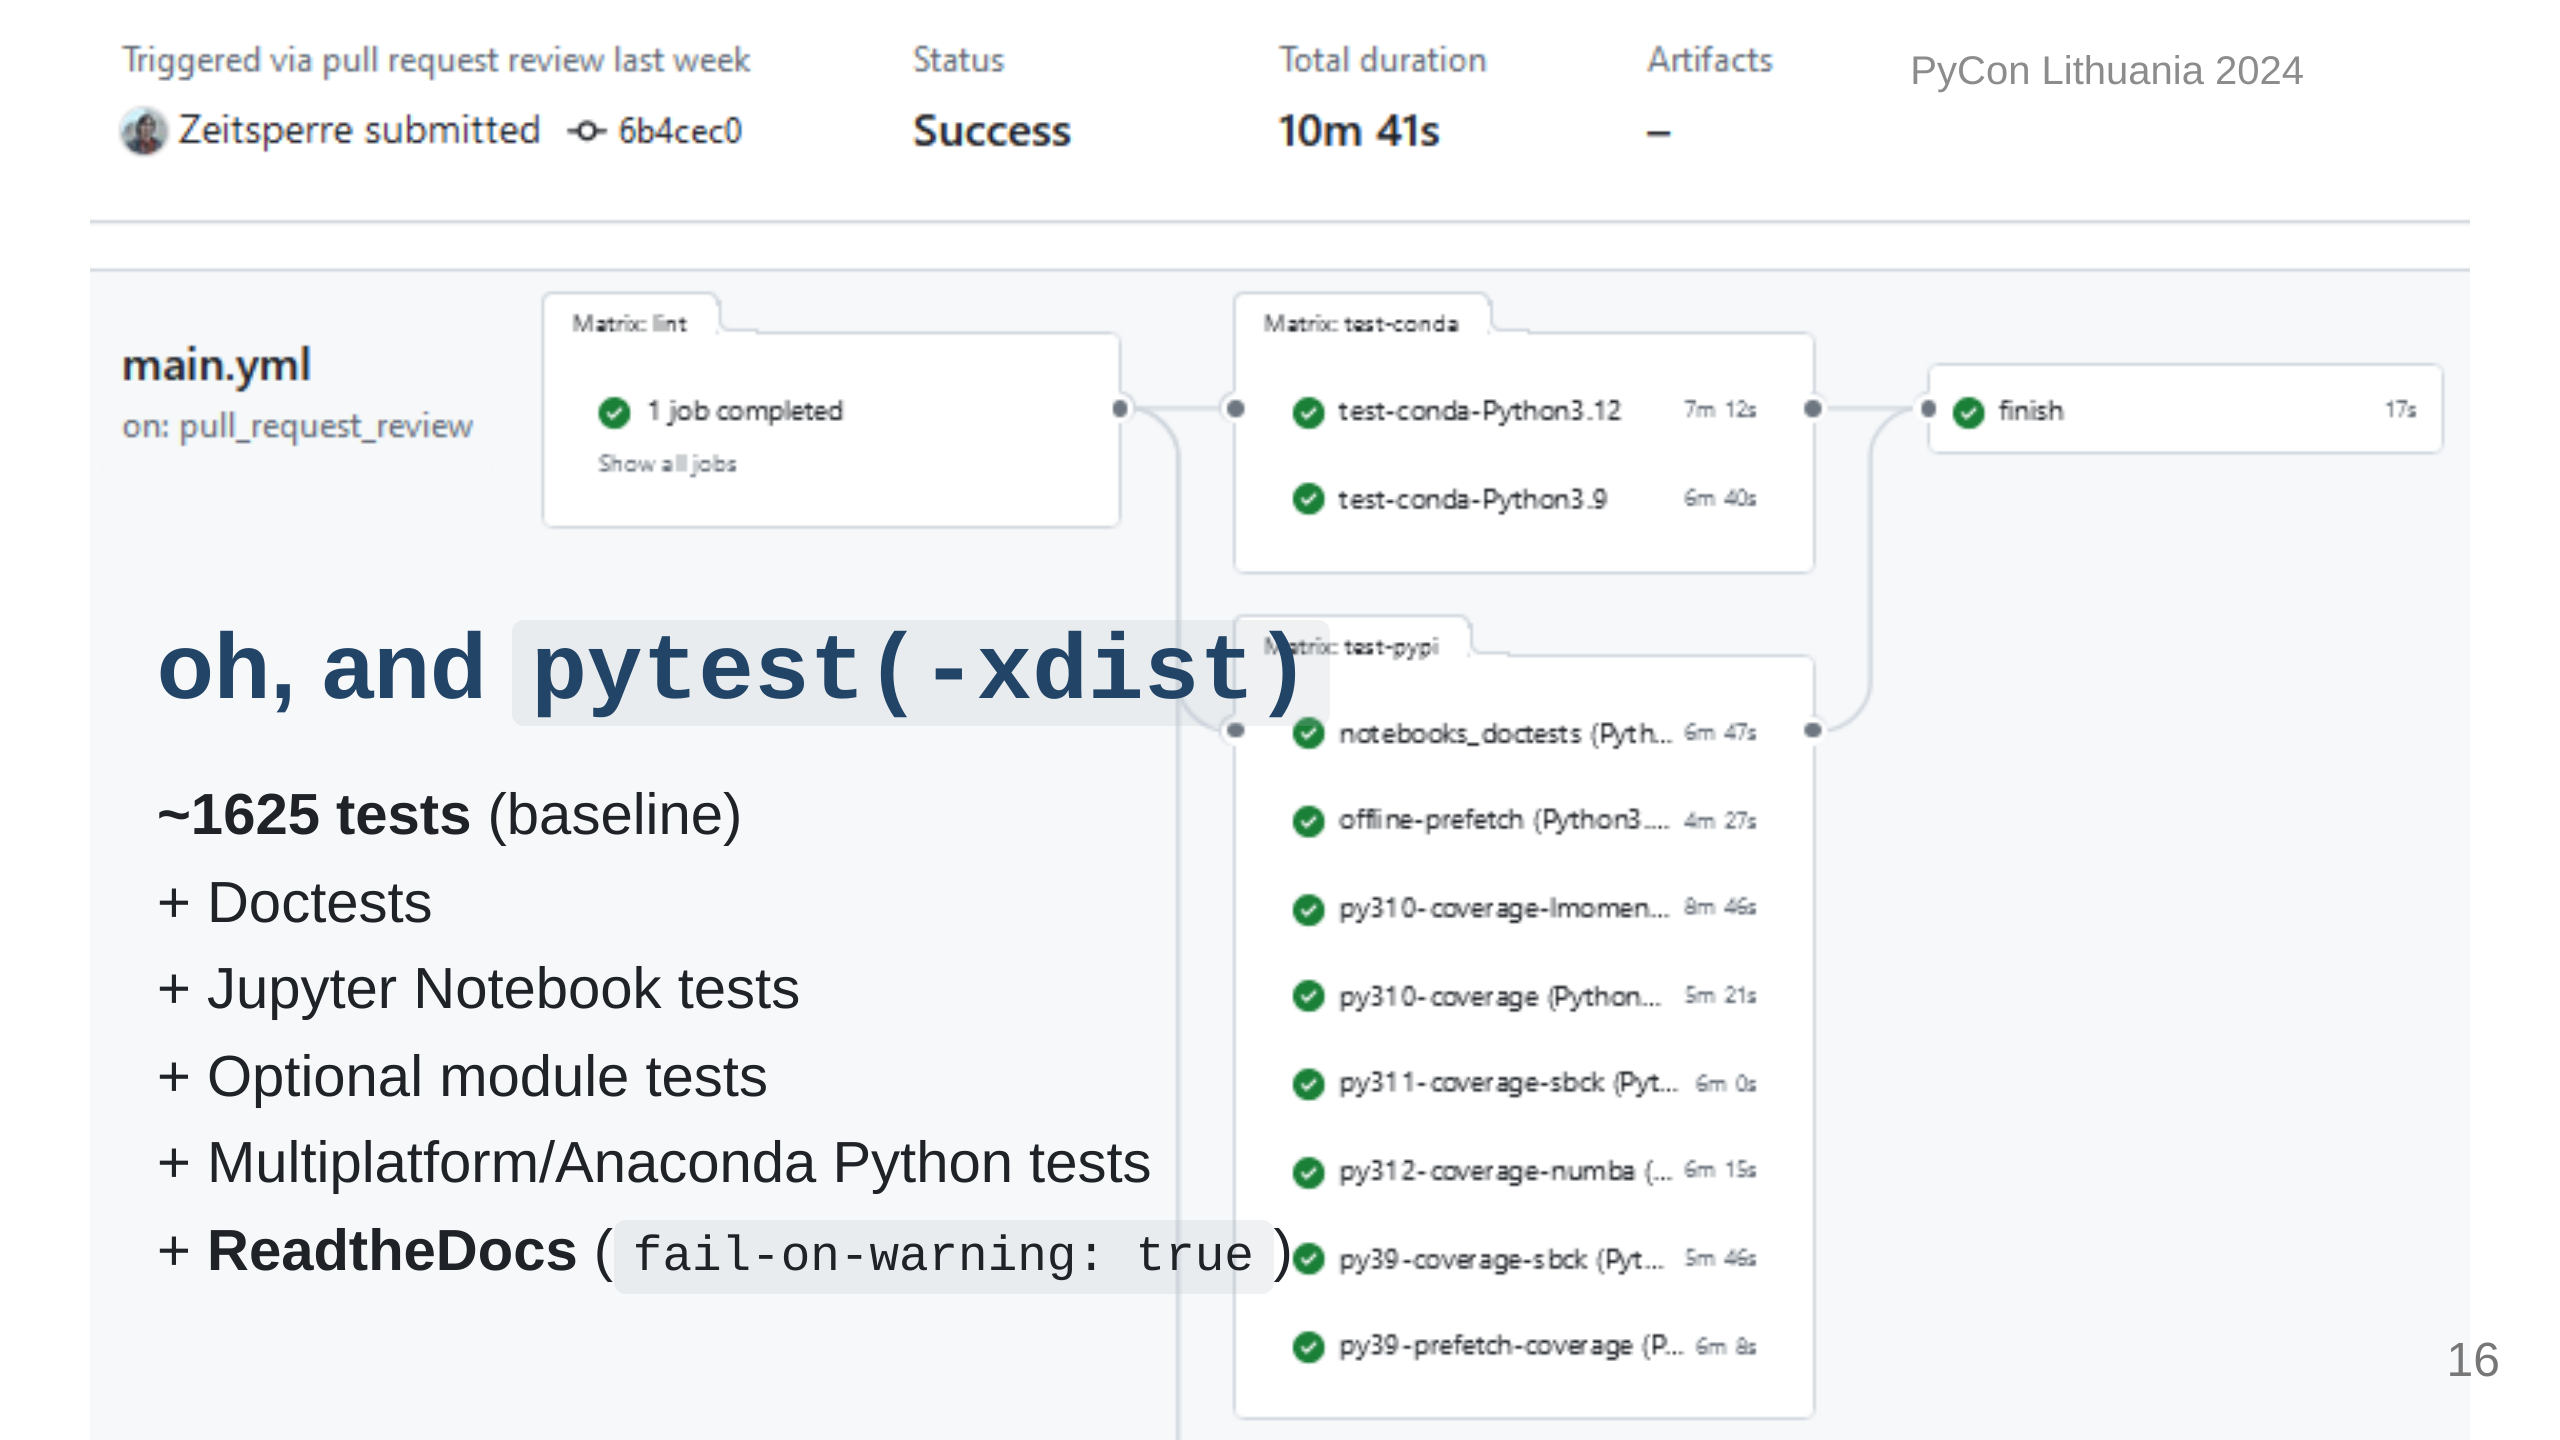 Triggered via pull request review last week
Zeitsperre submitted 6b4cec0
Status
Success
Total duration
10m 41s
Artifacts
–
PyCon Lithuania 2024
main.yml
on: pull_request_review
Matrix: lint
1 job completed
Show all jobs
Matrix: test-conda
test-conda-Python3.12 7m 12s
test-conda-Python3.9 6m 40s
finish 17s
oh, and pytest(-xdist)
~1625 tests (baseline)
+ Doctests
+ Jupyter Notebook tests
+ Optional module tests
+ Multiplatform/Anaconda Python tests
+ ReadtheDocs (fail-on-warning: true)
Matrix: test-pypi
notebooks_doctests (Pyth... 6m 47s
offline-prefetch (Python3.... 4m 27s
py310-coverage-lmomen... 8m 46s
py310-coverage (Python... 5m 21s
py311-coverage-sbck (Pyt... 6m 0s
py312-coverage-numba (... 6m 15s
py39-coverage-sbck (Pyt... 5m 46s
py39-prefetch-coverage (P... 6m 8s
16